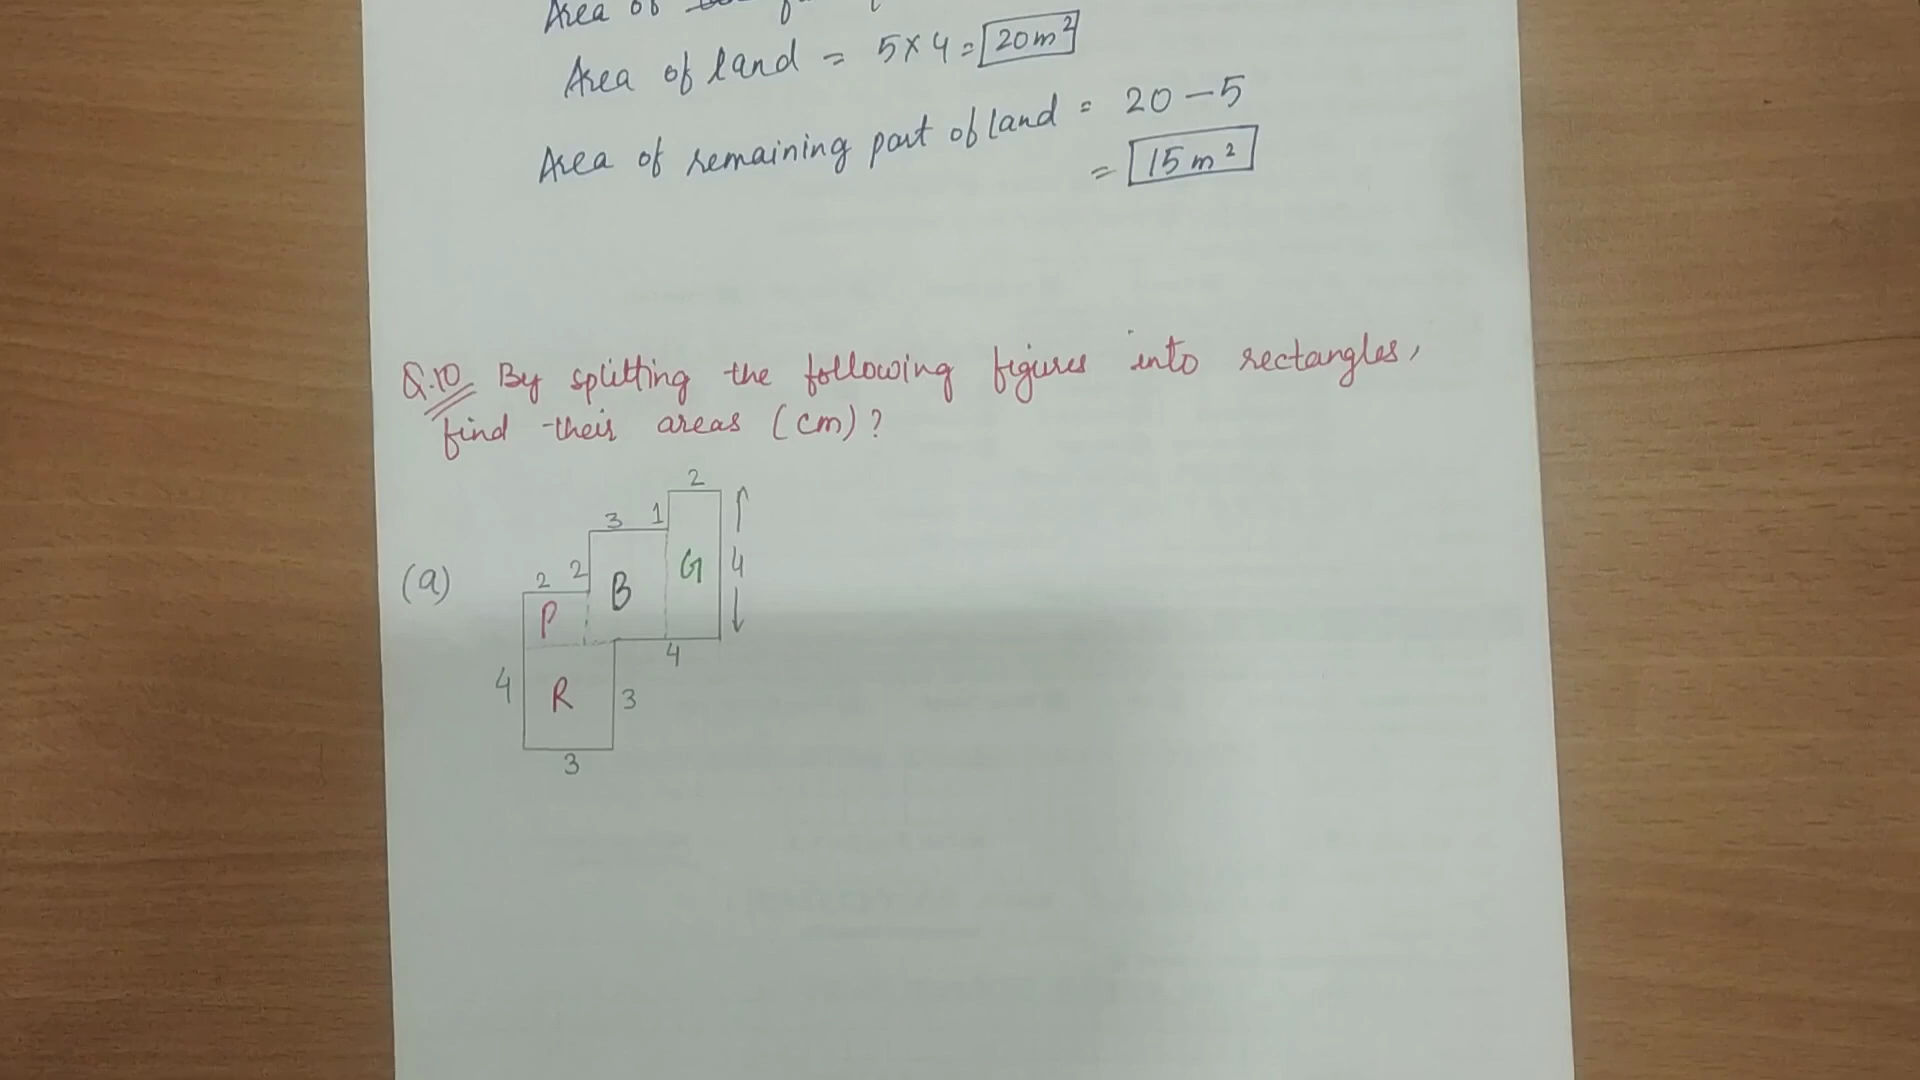 Area of
Area of land = 5×4 = 20m²
Area of remaining part of land = 20 – 5
= 15 m²
Q.10 By splitting the following figures into rectangles,
find their areas (cm) ?
2
3 1
(a) 2 2 P B G 4
4 R 3 4
3